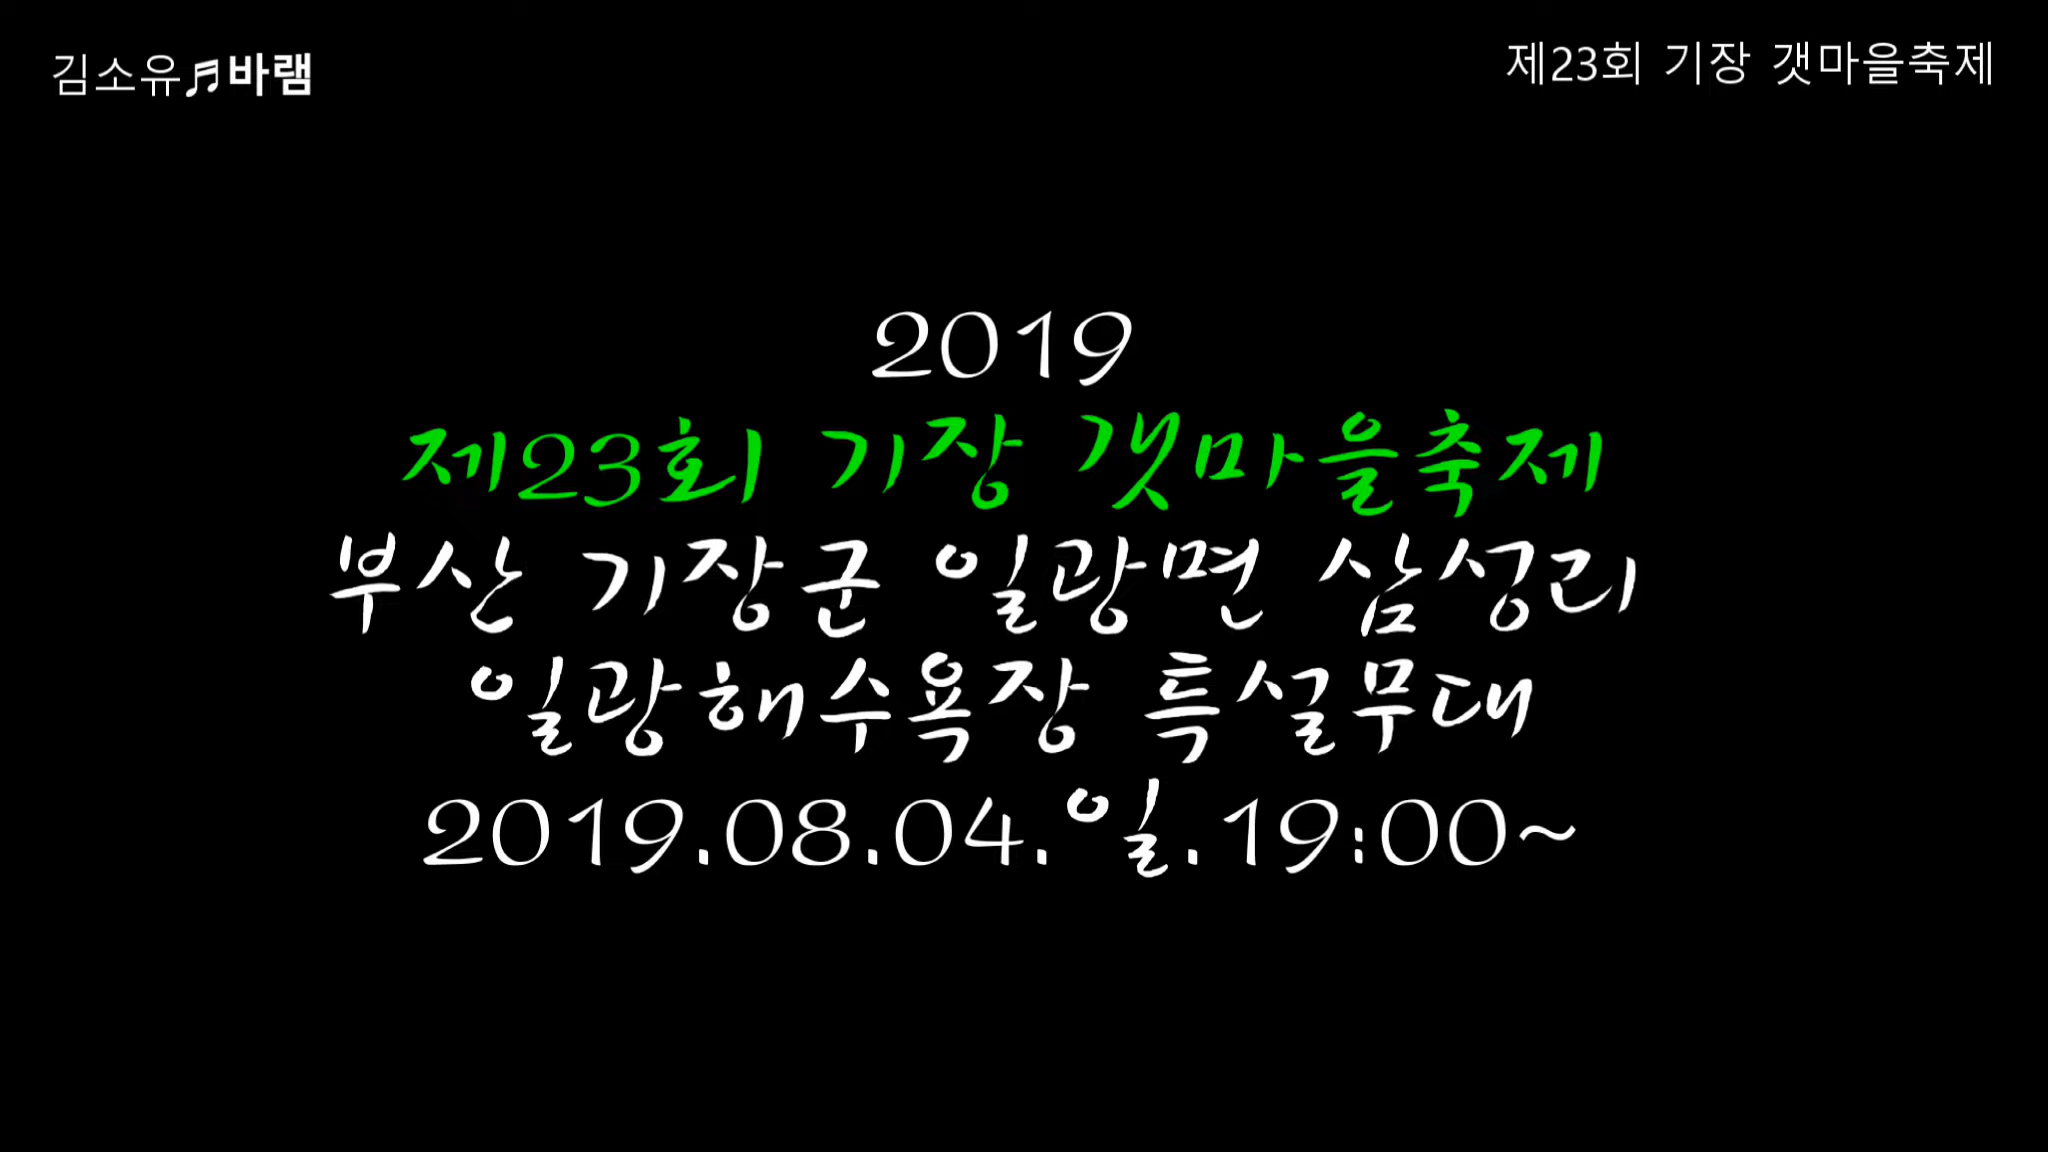 김소유♬바램
제23회 기장 갯마을축제
2019
제23회 기장 갯마을축제
부산 기장군 일광면 삼성리
일광해수욕장 특설무대
2019.08.04.일.19:00~